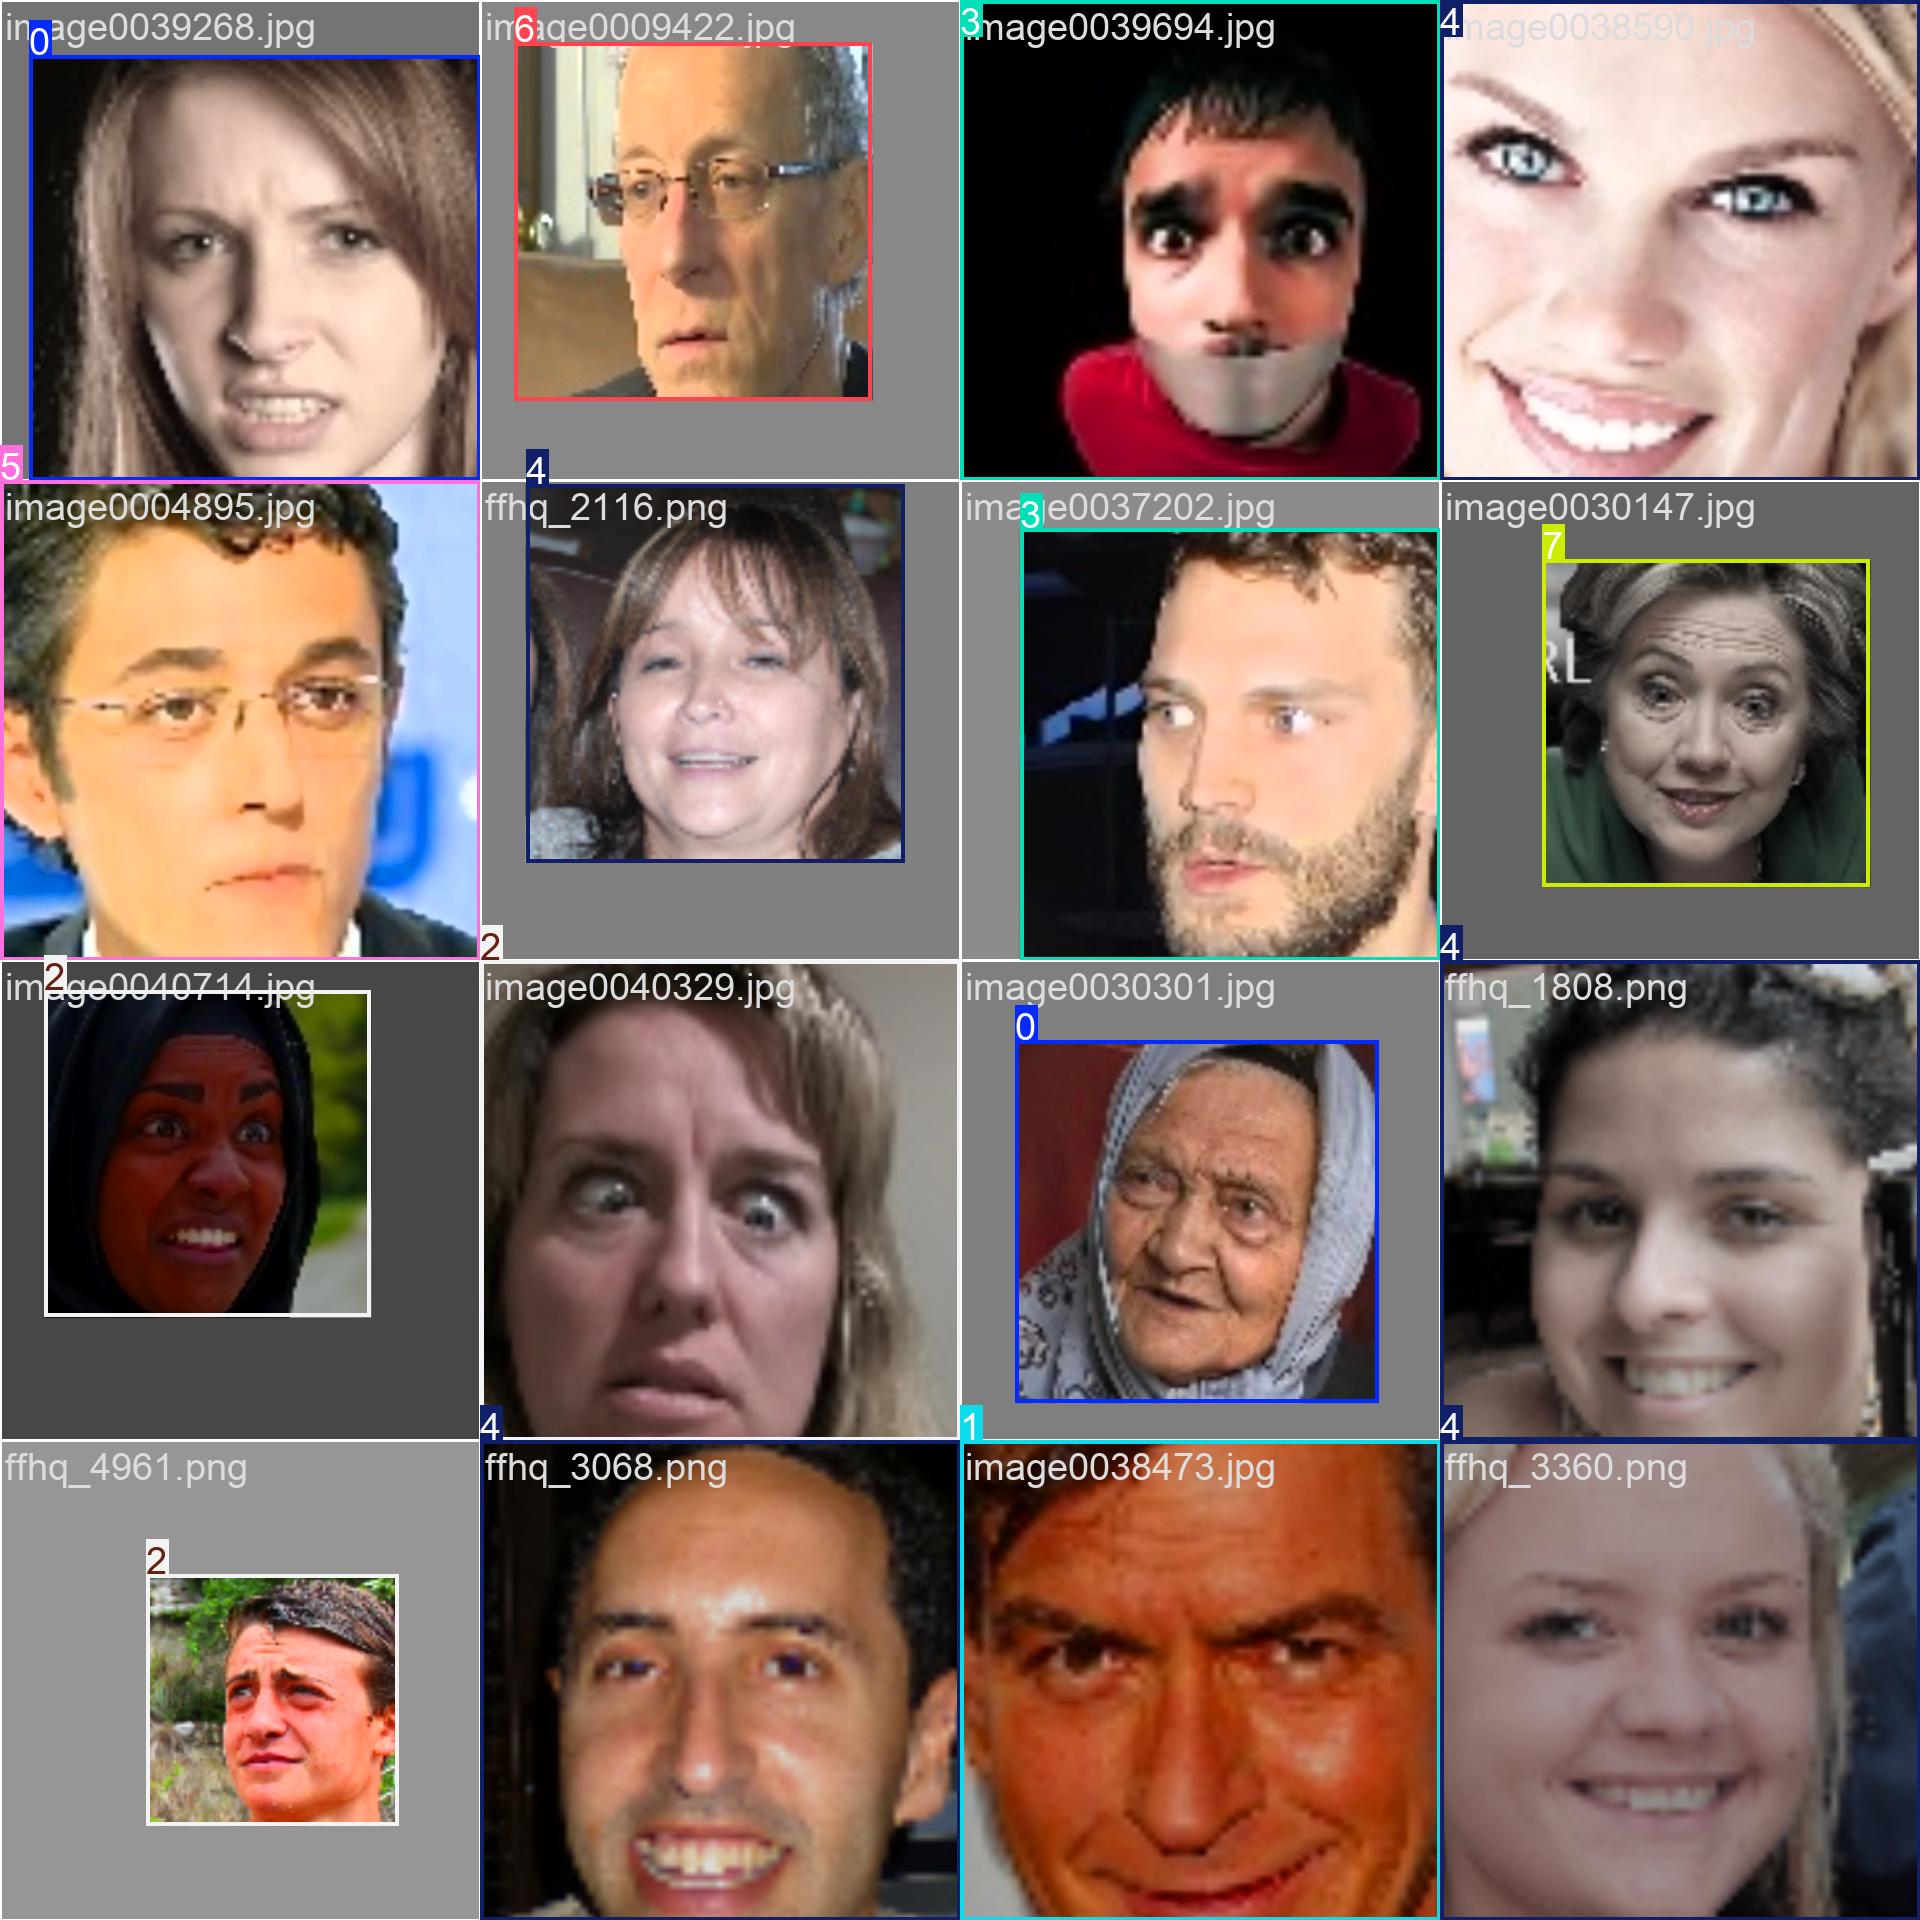 image0039268.jpg
0
image0009422.jpg
6
image0039694.jpg
3
image0038590.jpg
4
image0004895.jpg
5
ffhq_2116.png
4
image0037202.jpg
3
image0030147.jpg
7
RL
image0040714.jpg
2
image0040329.jpg
2
image0030301.jpg
0
ffhq_1808.png
4
ffhq_4961.png
2
ffhq_3068.png
4
image0038473.jpg
1
ffhq_3360.png
4